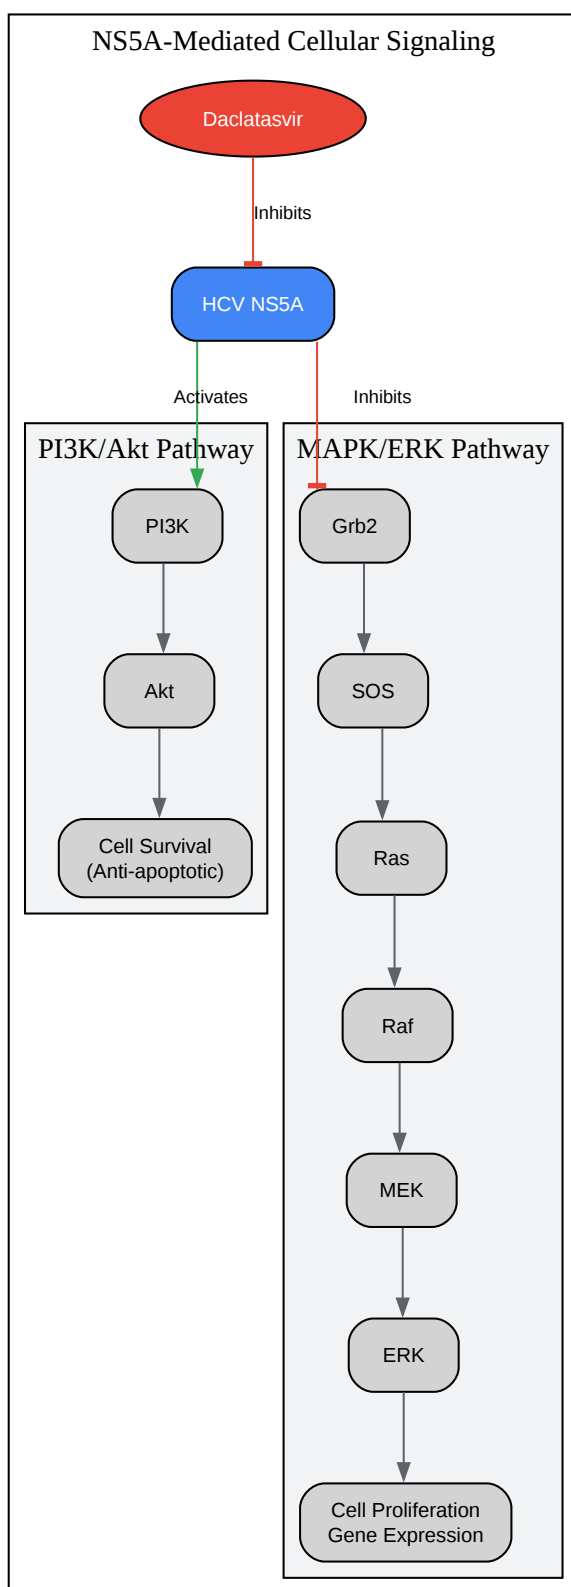 NS5A-Mediated Cellular Signaling
Daclatasvir
Inhibits
HCV NS5A
Activates
Inhibits
PI3K/Akt Pathway
MAPK/ERK Pathway
PI3K
Grb2
Akt
SOS
Cell Survival
(Anti-apoptotic)
Ras
Raf
MEK
ERK
Cell Proliferation
Gene Expression